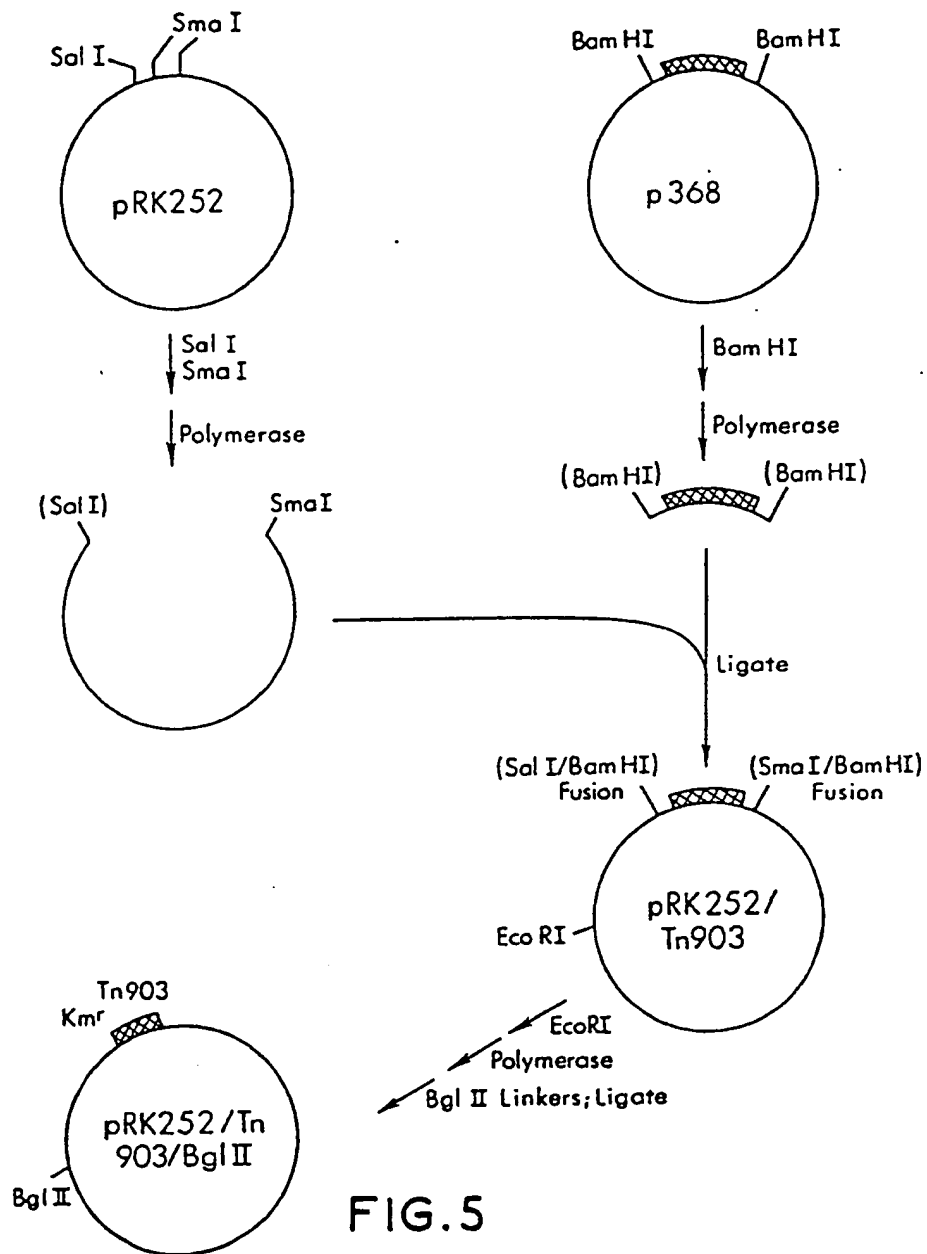 Sal I
Sma I
pRK252
Bam HI
Bam HI
p368
Sal I
Sma I
Polymerase
Bam HI
Polymerase
(Sal I)
Sma I
(Bam HI)
(Bam HI)
Ligate
(Sal I/Bam HI)
Fusion
(Sma I/Bam HI)
Fusion
pRK252/
Tn903
Eco RI
EcoRI
Polymerase
Bgl II Linkers; Ligate
Tn903
Kmʳ
pRK252/Tn
903/Bgl II
Bgl II
FIG. 5